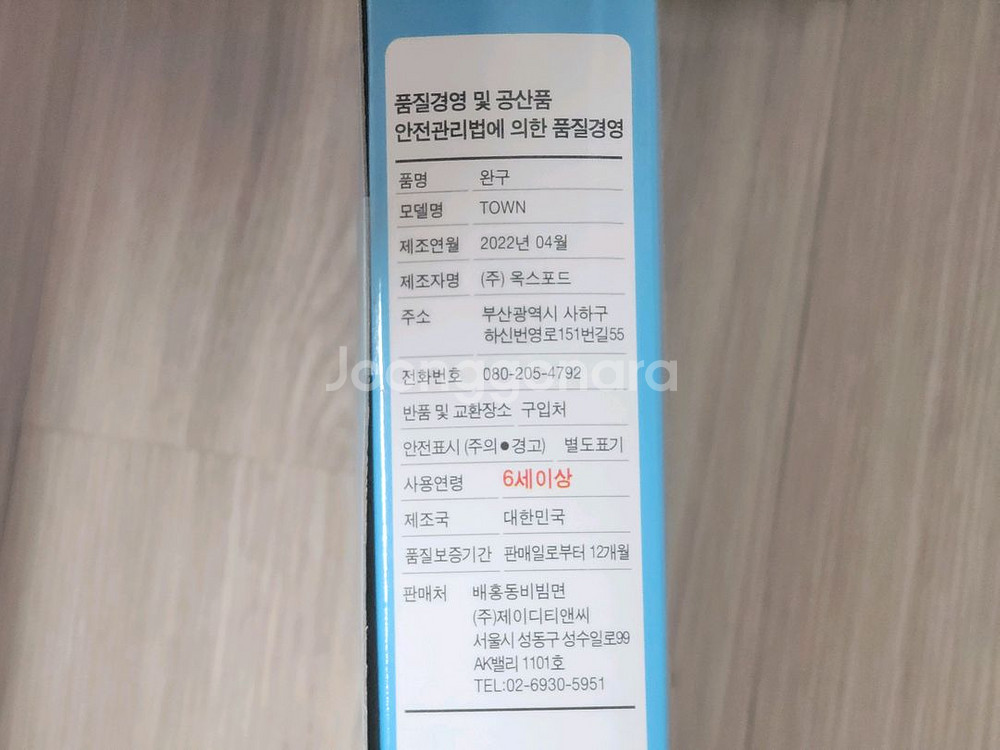 품질경영 및 공산품
안전관리법에 의한 품질경영
품명 완구
모델명 TOWN
제조연월 2022년 04월
제조자명 (주) 옥스포드
주소 부산광역시 사하구
하신번영로151번길55
Joonggonara
전화번호 080-205-4792
반품 및 교환장소 구입처
안전표시 (주의●경고) 별도표기
사용연령 6세이상
제조국 대한민국
품질보증기간 판매일로부터 12개월
판매처 배홍동비빔면
(주)제이디티앤씨
서울시 성동구 성수일로99
AK밸리 1101호
TEL:02-6930-5951